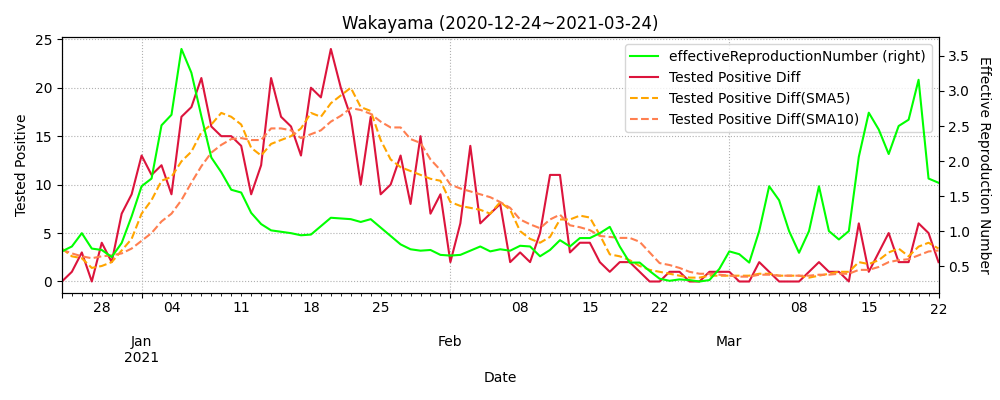 Wakayama (2020-12-24~2021-03-24)
effectiveReproductionNumber (right)
Tested Positive Diff
Tested Positive Diff(SMA5)
Tested Positive Diff(SMA10)
Tested Positive
25
20
15
10
5
0
3.5
3.0
2.5
2.0
1.5
1.0
0.5
Effective Reproduction Number
28 04 11 18 25 08 15 22 08 15 22
Jan Feb Mar
2021
Date